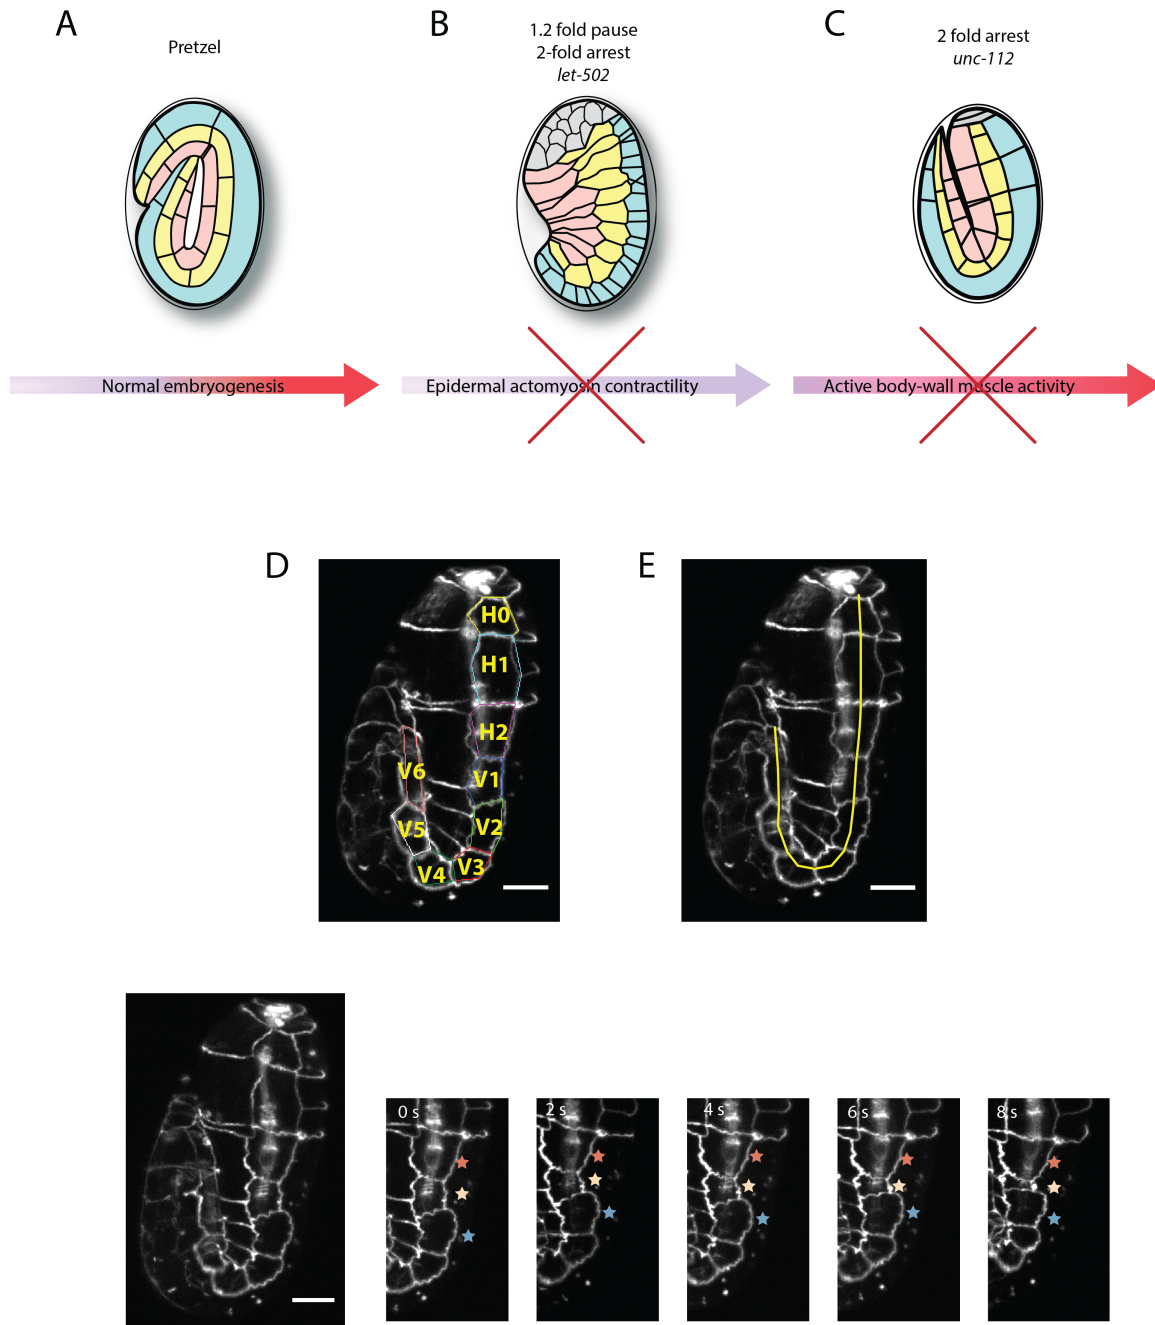 A
Pretzel
B
1.2 fold pause
2-fold arrest
let-502
C
2 fold arrest
unc-112
Normal embryogenesis
Epidermal actomyosin contractility
Active body-wall muscle activity
D
H0
H1
H2
V1
V2
V3
V4
V5
V6
E
0 s
2 s
4 s
6 s
8 s